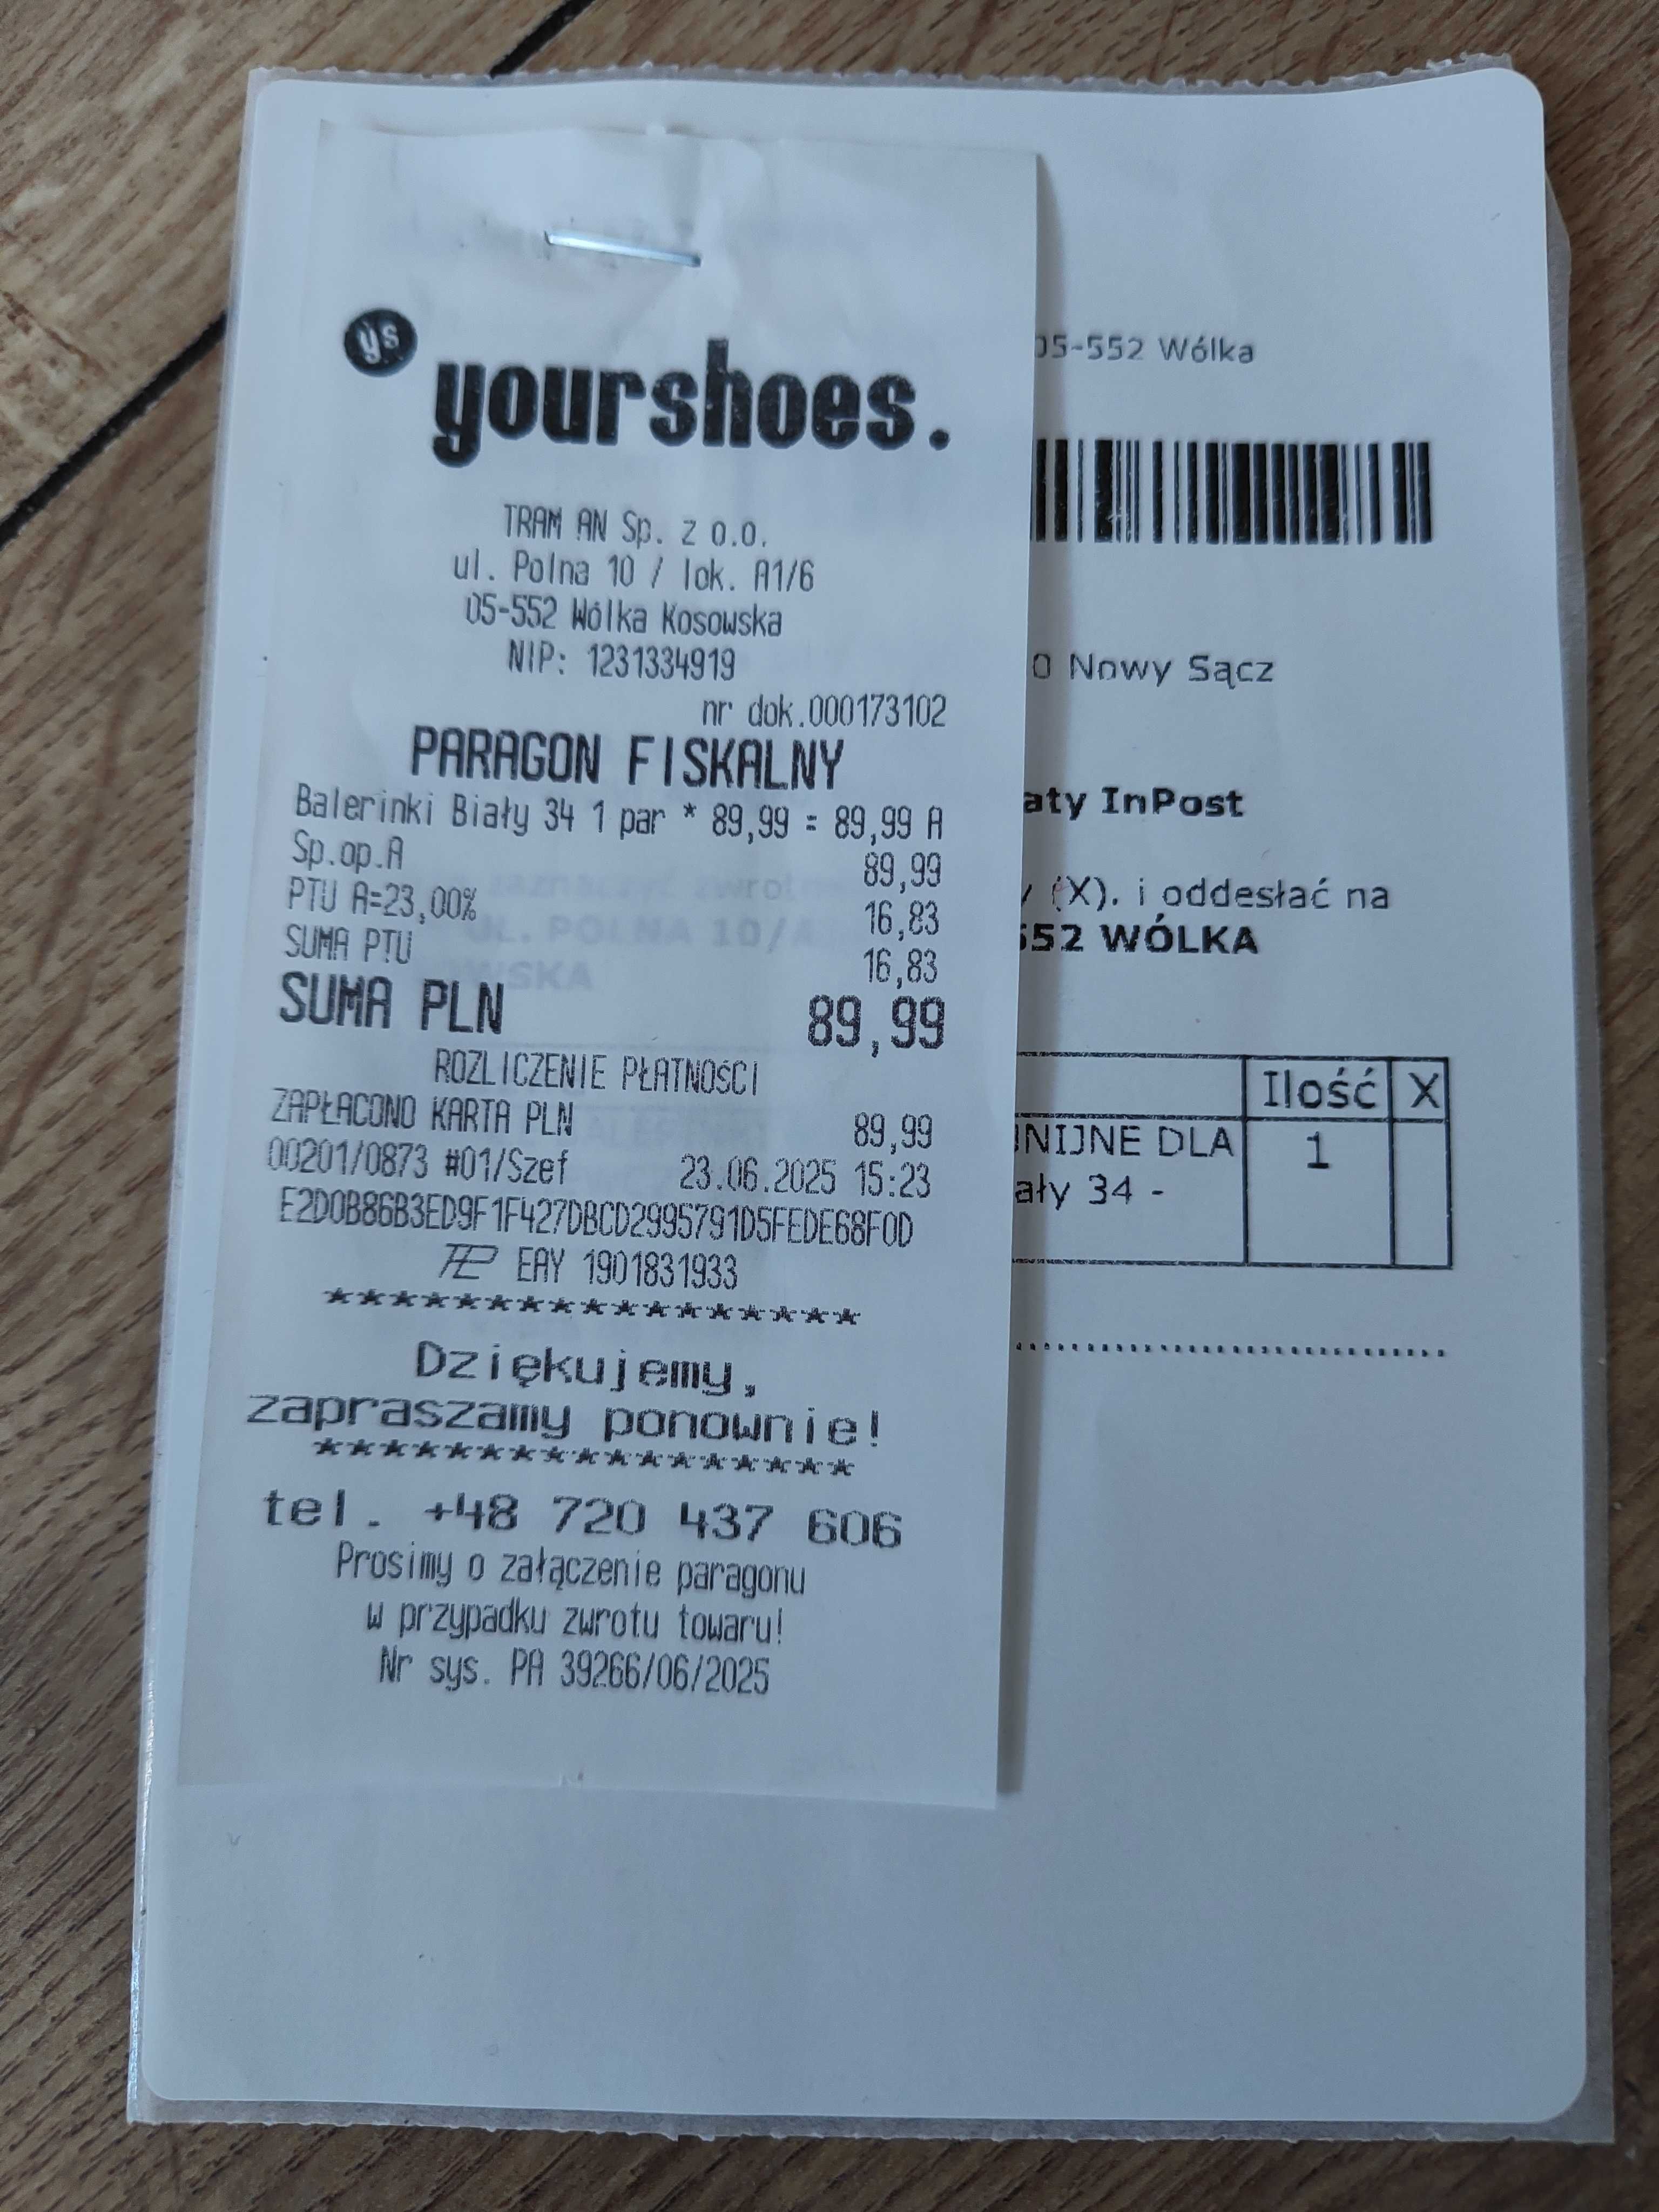 ys
yourshoes.
TRAM AN Sp. z o.o.
ul. Polna 10 / lok. A1/6
05-552 Wólka Kosowska
NIP: 1231334919
nr dok.000173102
PARAGON FISKALNY
Balerinki Biały 34 1 par * 89,99 = 89,99 A
Sp.op.A 89,99
PTU A=23,00% 16,83
SUMA PTU 16,83
SUMA PLN 89,99
ROZLICZENIE PŁATNOŚCI
ZAPŁACONO KARTA PLN 89,99
00201/0873 #01/Szef 23.06.2025 15:23
E2D0B86B3ED9F1F427DBCD2995791D5FEDE68F0D
EAY 1901831933
*****************
Dziękujemy,
zapraszamy ponownie!
*****************
tel. +48 720 437 606
Prosimy o załączenie paragonu
w przypadku zwrotu towaru!
Nr sys. PA 39266/06/2025
05-552 Wólka
0 Nowy Sącz
aty InPost
(X). i oddesłać na
552 WÓLKA
Ilość X
NIJNE DLA 1
ały 34 -